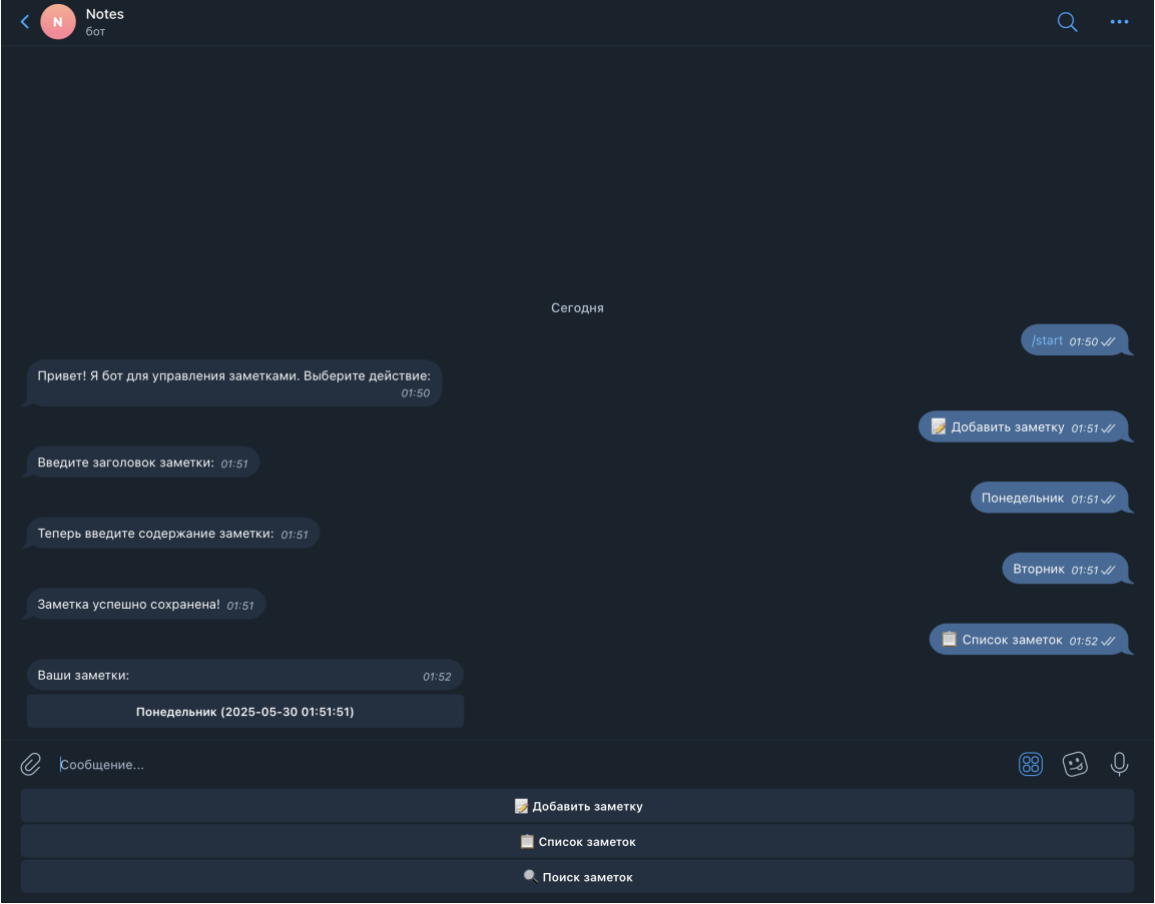 N
Notes
бот
Сегодня
/start 01:50
Привет! Я бот для управления заметками. Выберите действие:
01:50
📝 Добавить заметку 01:51
Введите заголовок заметки: 01:51
Понедельник 01:51
Теперь введите содержание заметки: 01:51
Вторник 01:51
Заметка успешно сохранена! 01:51
📋 Список заметок 01:52
Ваши заметки: 01:52
Понедельник (2025-05-30 01:51:51)
Сообщение...
📝 Добавить заметку
📋 Список заметок
🔍 Поиск заметок